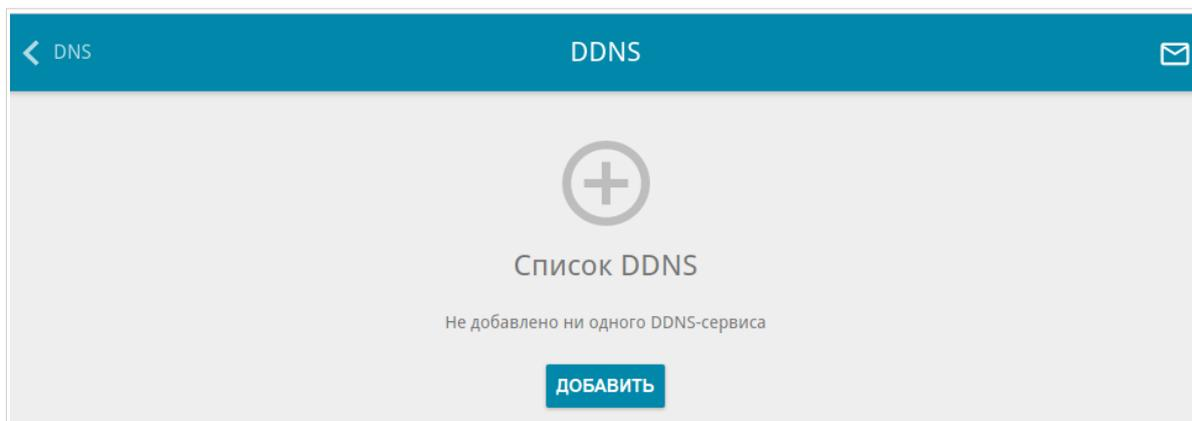 DNS
DDNS
Список DDNS
Не добавлено ни одного DDNS-сервиса
ДОБАВИТЬ